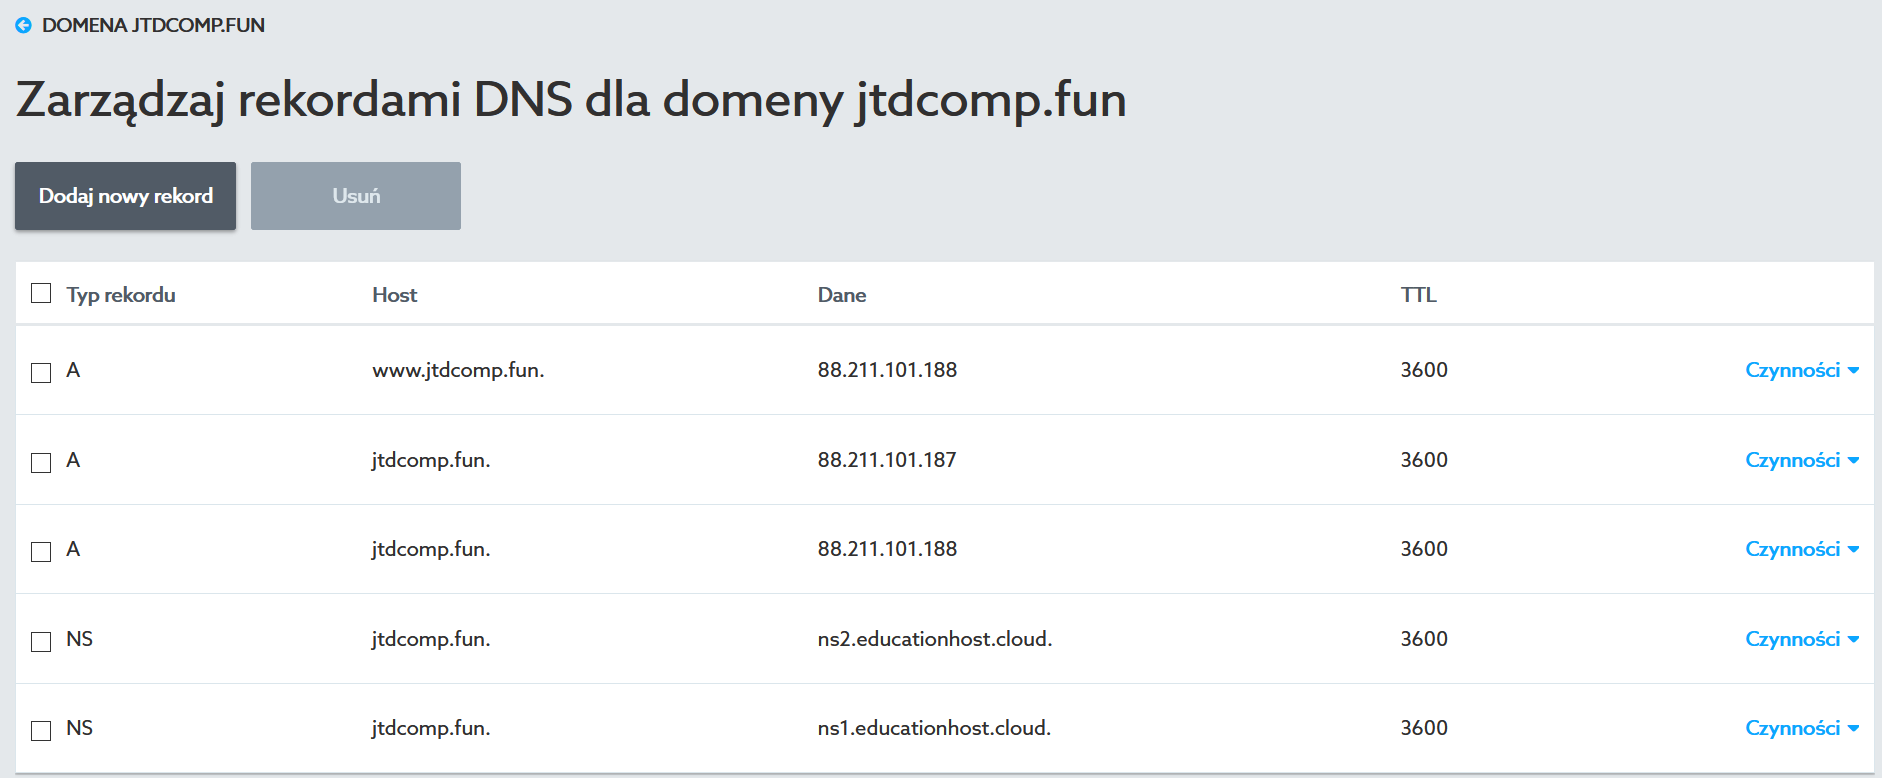 DOMENA JTDCOMP.FUN
Zarządzaj rekordami DNS dla domeny jtdcomp.fun
Dodaj nowy rekord Usuń
Typ rekordu Host Dane TTL
A www.jtdcomp.fun. 88.211.101.188 3600 Czynności
A jtdcomp.fun. 88.211.101.187 3600 Czynności
A jtdcomp.fun. 88.211.101.188 3600 Czynności
NS jtdcomp.fun. ns2.educationhost.cloud. 3600 Czynności
NS jtdcomp.fun. ns1.educationhost.cloud. 3600 Czynności